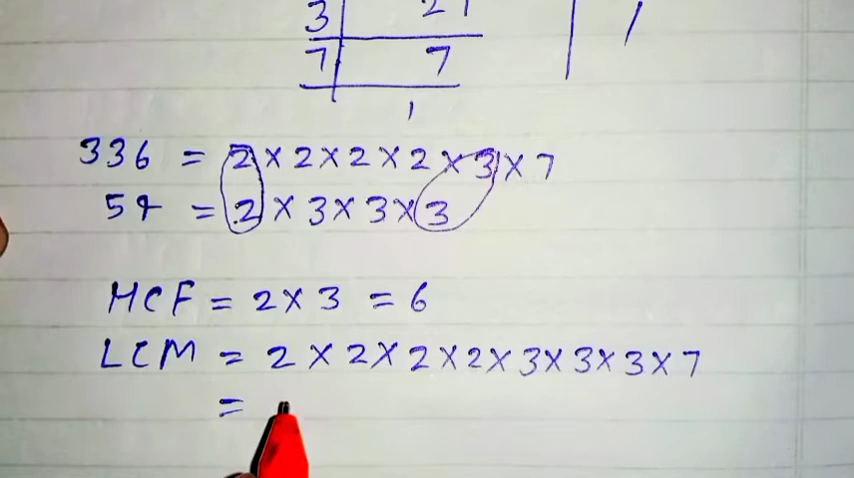 3 | 21 | 1
7 | 7
1
336 = 2 × 2 × 2 × 2 × 3 × 7
54 = 2 × 3 × 3 × 3
HCF = 2 × 3 = 6
LCM = 2 × 2 × 2 × 2 × 3 × 3 × 3 × 7
=